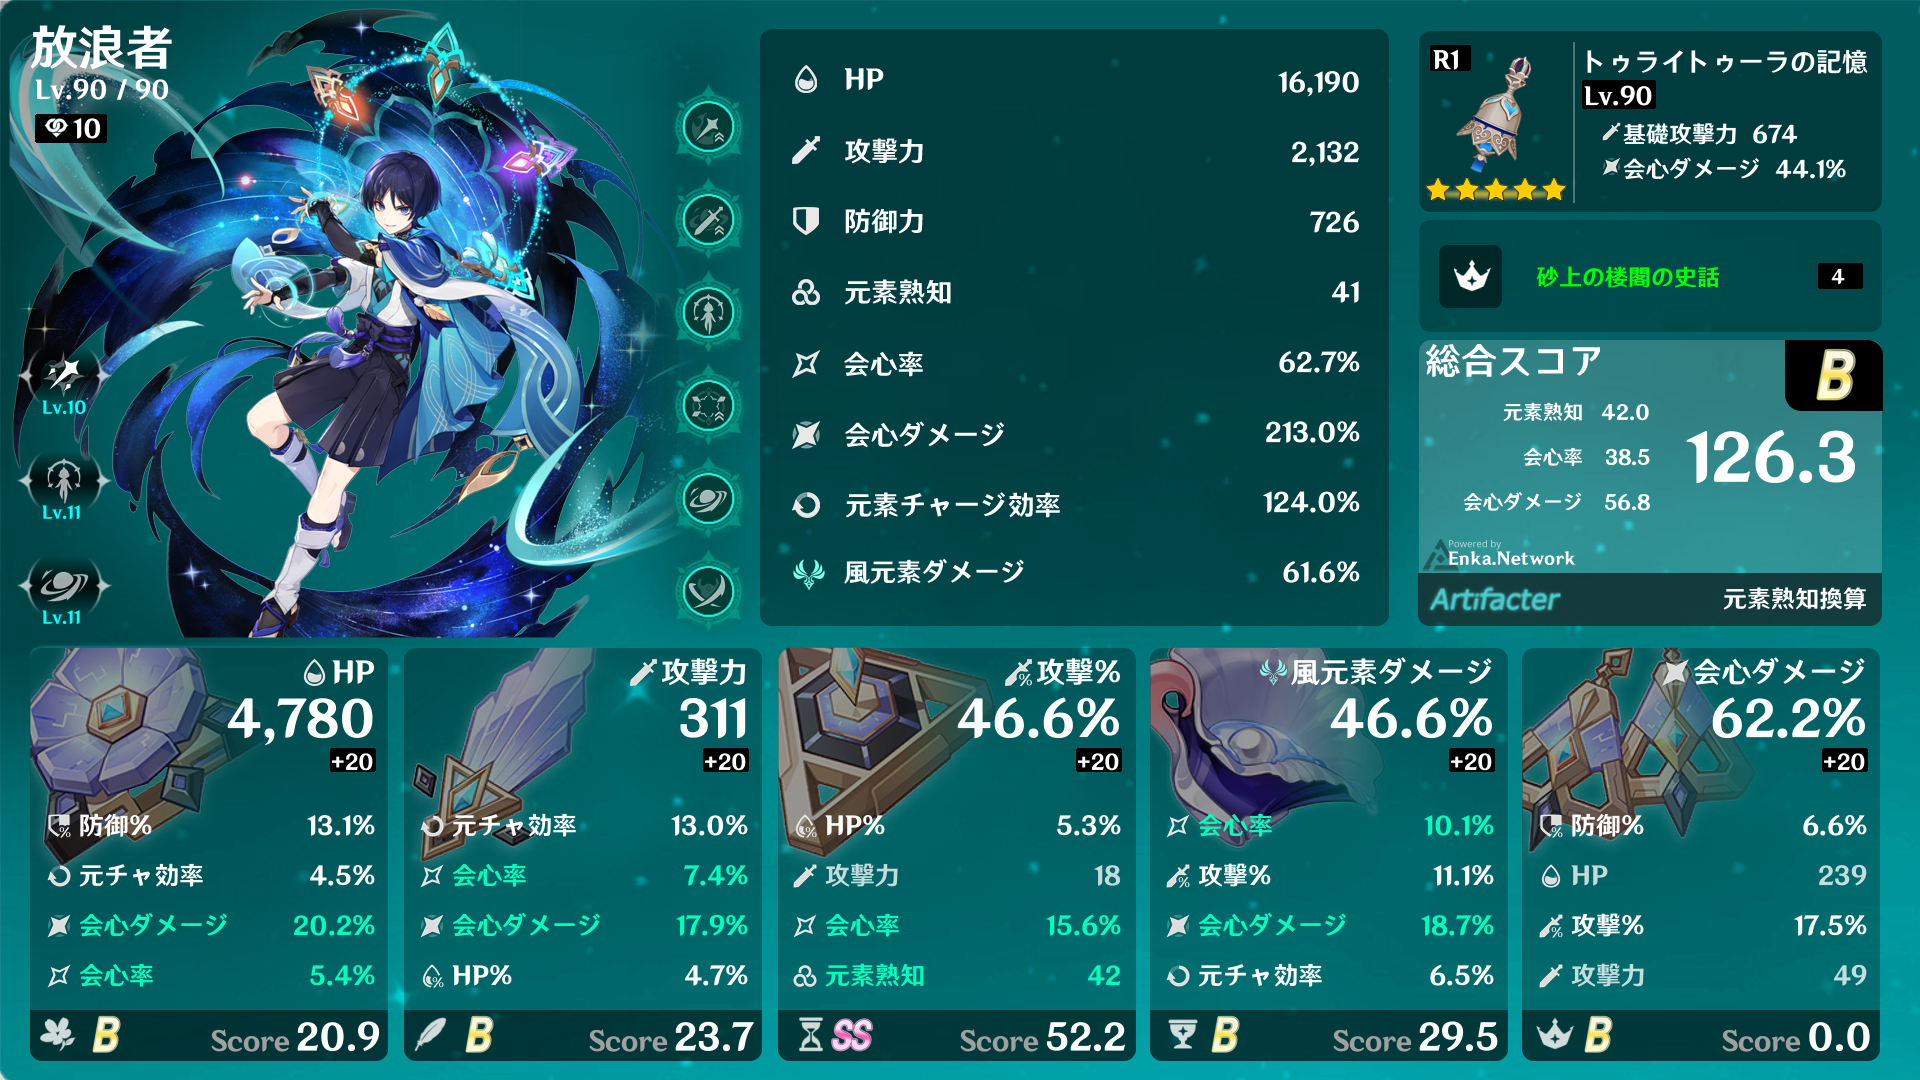 放浪者
Lv.90 / 90
10
Lv.10
Lv.11
Lv.11
HP 16,190
攻撃力 2,132
防御力 726
元素熟知 41
会心率 62.7%
会心ダメージ 213.0%
元素チャージ効率 124.0%
風元素ダメージ 61.6%
R1
トゥライトゥーラの記憶
Lv.90
基礎攻撃力 674
会心ダメージ 44.1%
砂上の楼閣の史話 4
総合スコア B
元素熟知 42.0
会心率 38.5
会心ダメージ 56.8
126.3
Powered by
Enka.Network
Artifacter 元素熟知換算
HP
4,780
+20
防御% 13.1%
元チャ効率 4.5%
会心ダメージ 20.2%
会心率 5.4%
B Score 20.9
攻撃力
311
+20
元チャ効率 13.0%
会心率 7.4%
会心ダメージ 17.9%
HP% 4.7%
B Score 23.7
攻撃%
46.6%
+20
HP% 5.3%
攻撃力 18
会心率 15.6%
元素熟知 42
SS Score 52.2
風元素ダメージ
46.6%
+20
会心率 10.1%
攻撃% 11.1%
会心ダメージ 18.7%
元チャ効率 6.5%
B Score 29.5
会心ダメージ
62.2%
+20
防御% 6.6%
HP 239
攻撃% 17.5%
攻撃力 49
B Score 0.0